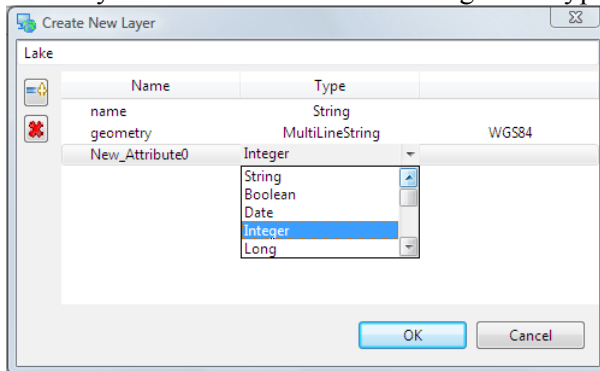 Create New Layer
Lake
Name Type
name String
geometry MultiLineString WGS84
New_Attribute0 Integer
String
Boolean
Date
Integer
Long
OK Cancel